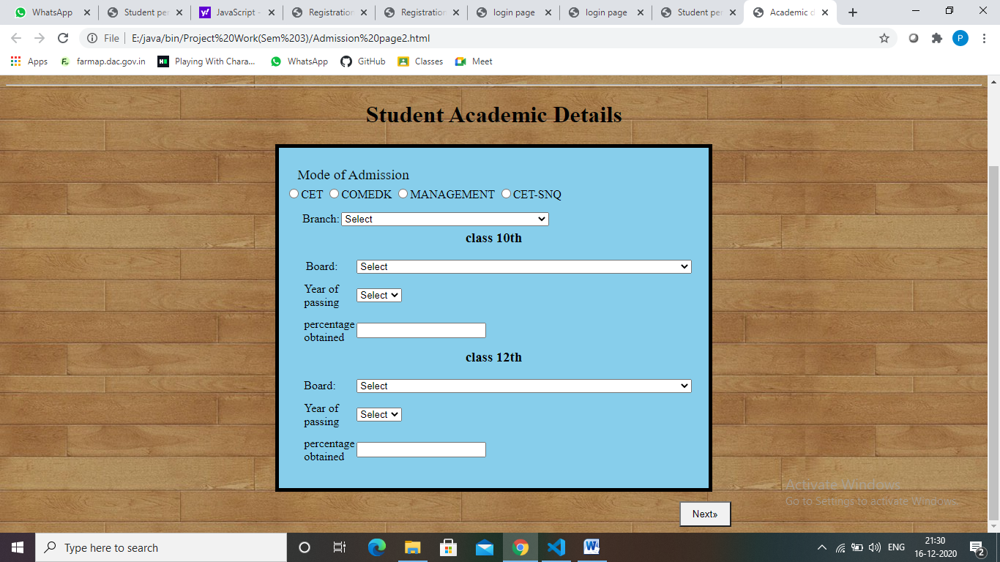 WhatsApp
Student per
JavaScript -
Registration
Registration
login page
login page
Student per
Academic d
File
E:/java/bin/Project%20Work(Sem%203)/Admission%20page2.html
P
Apps
farmap.dac.gov.in
Playing With Chara...
WhatsApp
GitHub
Classes
Meet
Student Academic Details
Mode of Admission
CET COMEDK MANAGEMENT CET-SNQ
Branch: Select
class 10th
Board: Select
Year of
passing
Select
percentage
obtained
class 12th
Board: Select
Year of
passing
Select
percentage
obtained
Activate Windows
Go to Settings to activate Windows.
Next»
Type here to search
ENG
21:30
16-12-2020
2